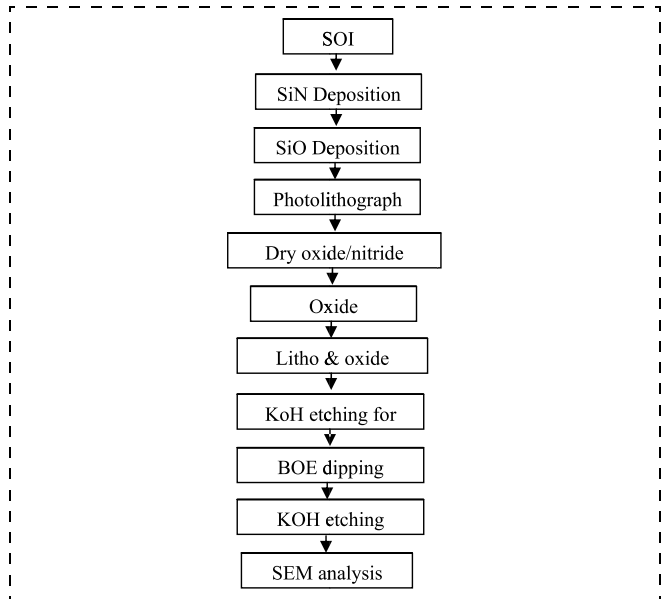 SOI
SiN Deposition
SiO Deposition
Photolithograph
Dry oxide/nitride
Oxide
Litho & oxide
KoH etching for
BOE dipping
KOH etching
SEM analysis